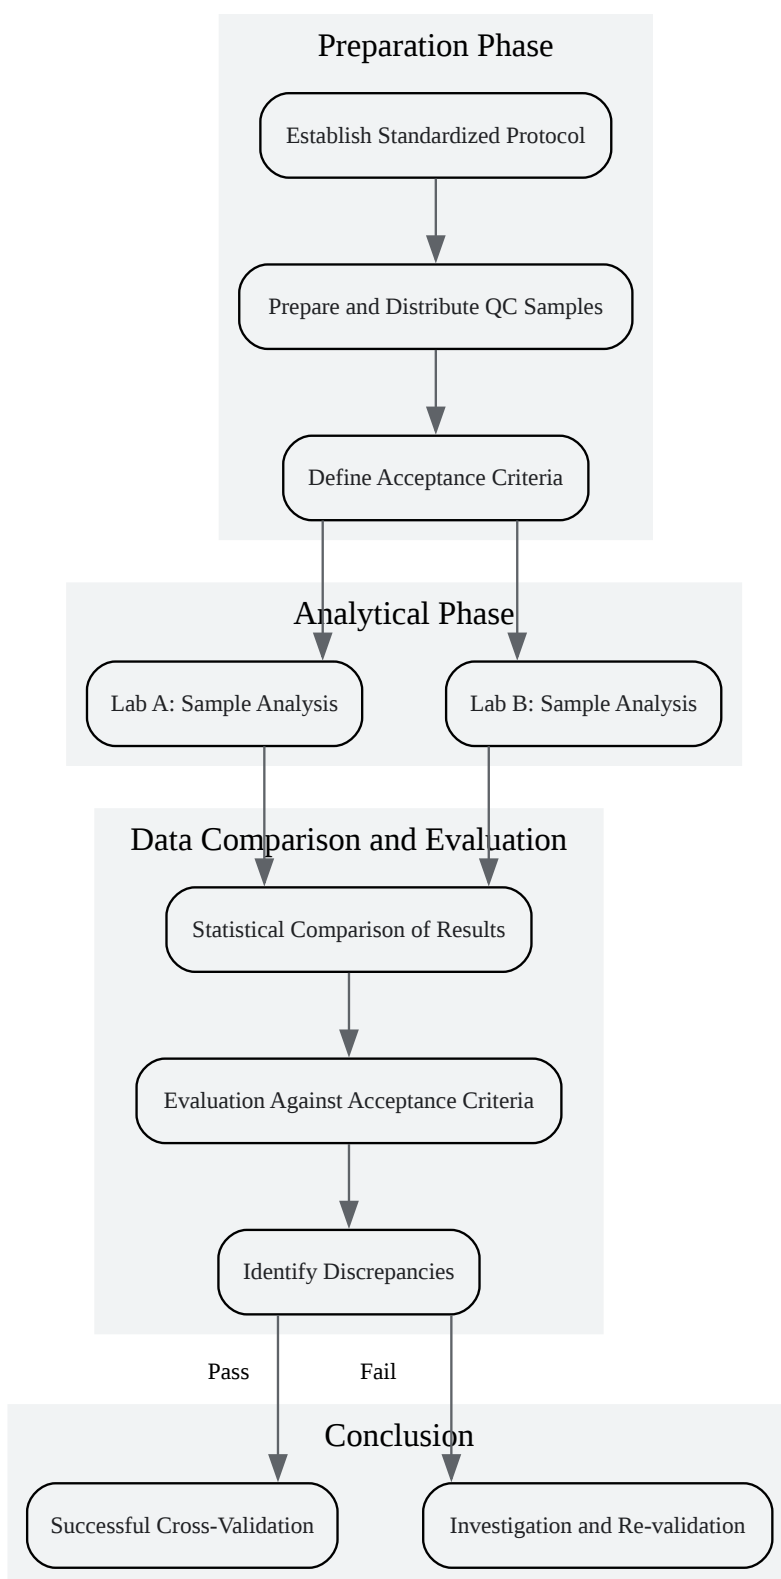 Preparation Phase
Establish Standardized Protocol
Prepare and Distribute QC Samples
Define Acceptance Criteria
Analytical Phase
Lab A: Sample Analysis
Lab B: Sample Analysis
Data Comparison and Evaluation
Statistical Comparison of Results
Evaluation Against Acceptance Criteria
Identify Discrepancies
Pass
Fail
Conclusion
Successful Cross-Validation
Investigation and Re-validation